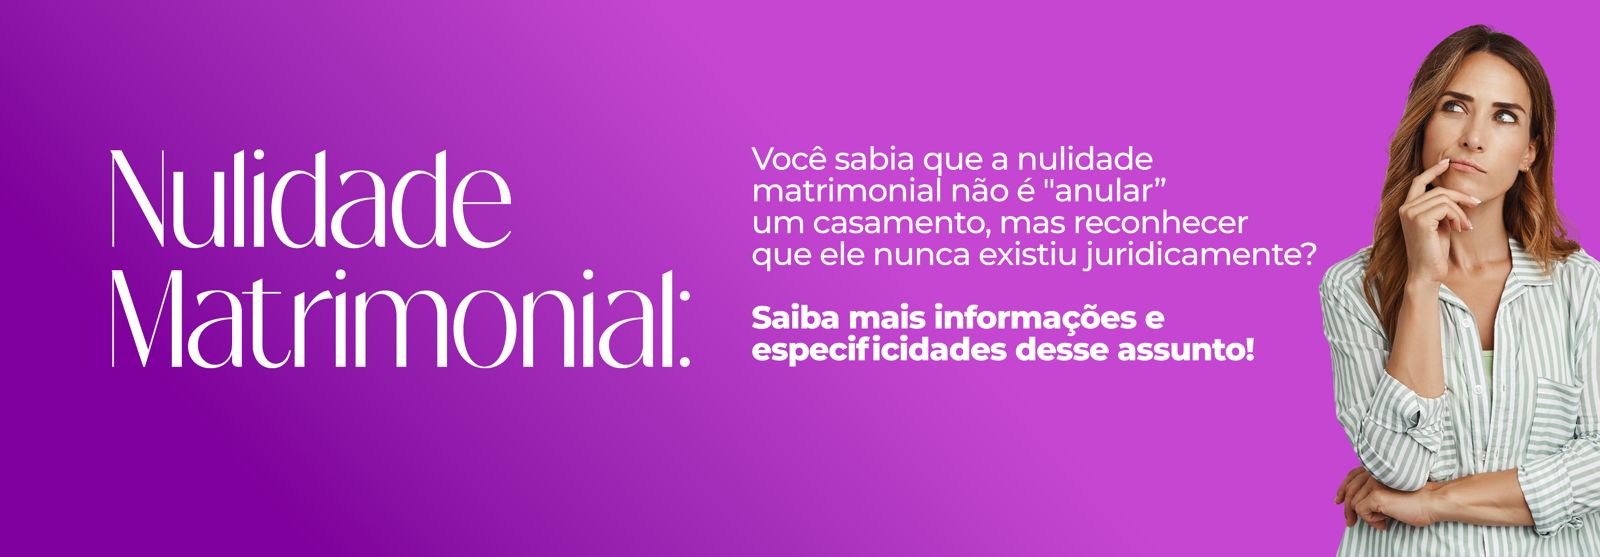 Nulidade
Matrimonial:
Você sabia que a nulidade
matrimonial não é "anular”
um casamento, mas reconhecer
que ele nunca existiu juridicamente?
Saiba mais informações e
especificidades desse assunto!